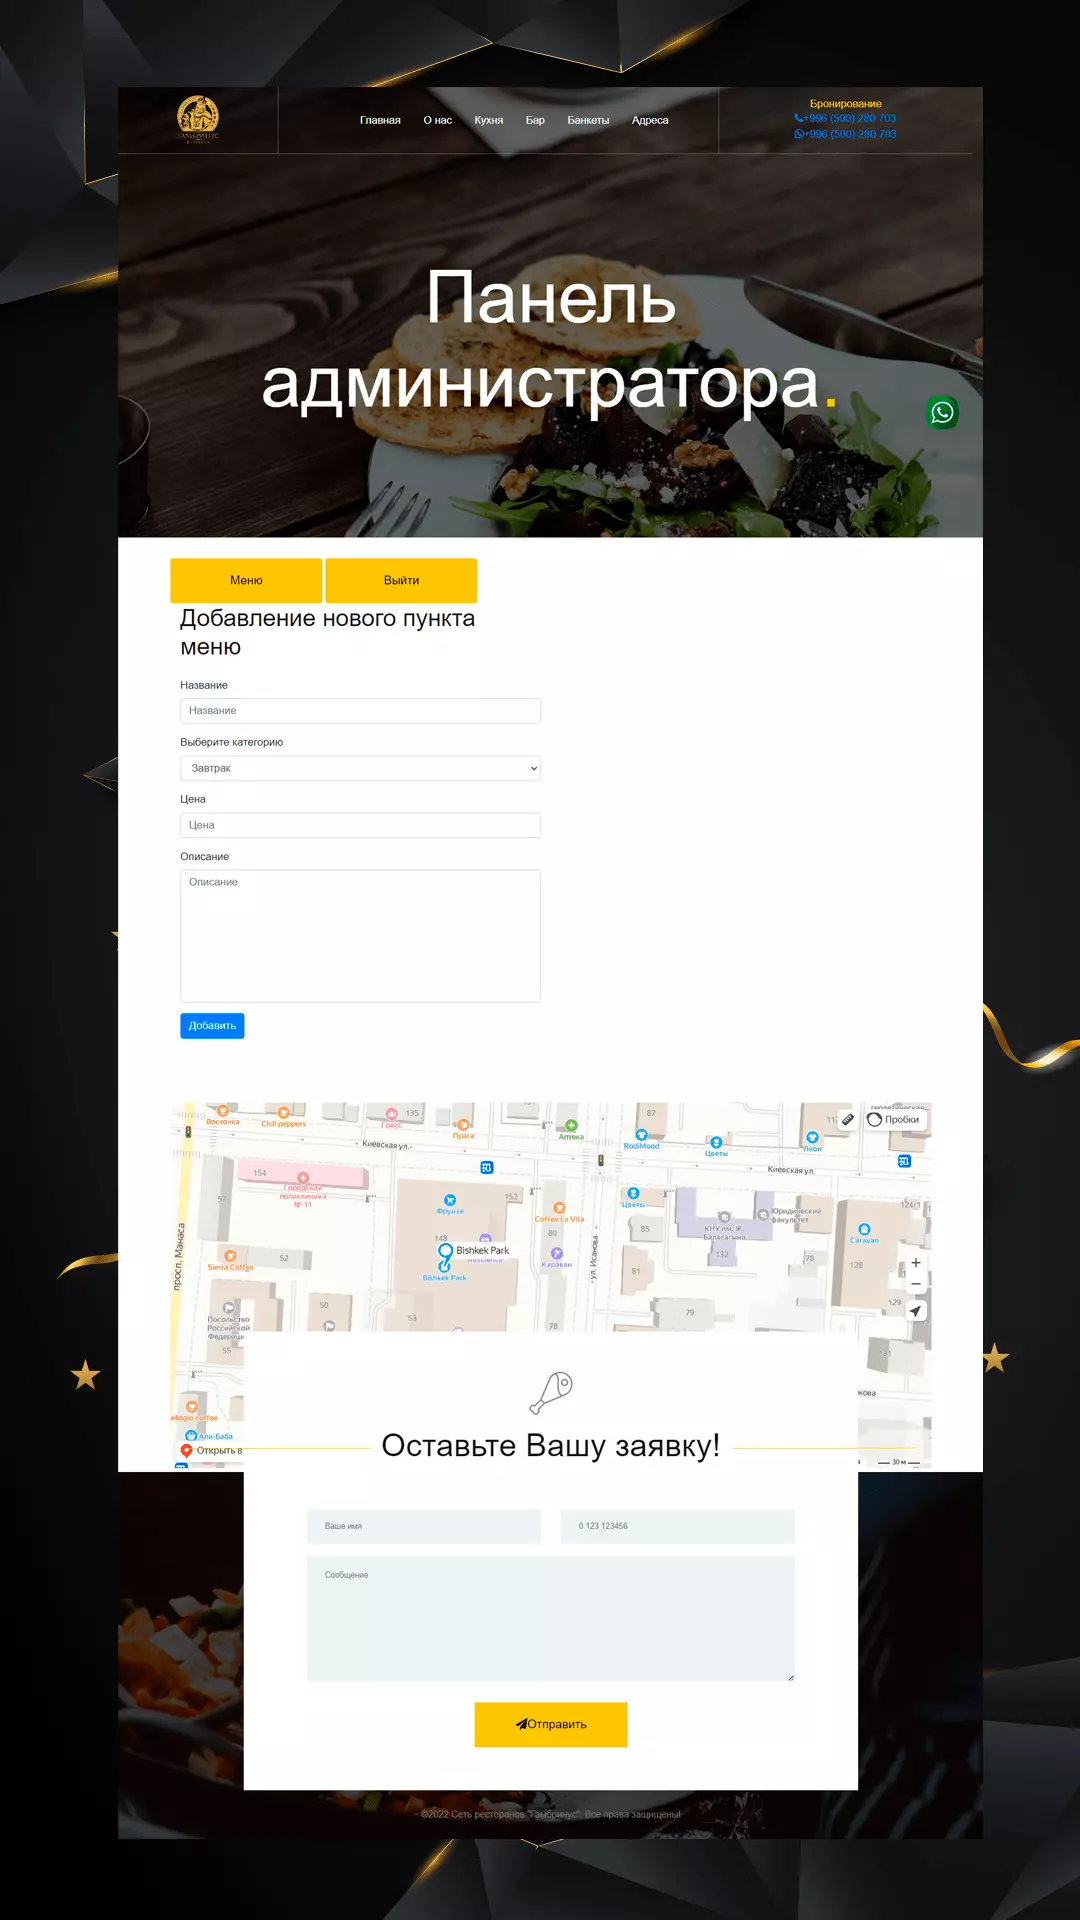 ГАМБРИНУС
Главная О нас Кухня Бар Банкеты Адреса
Бронирование
+996 (500) 280 703
+996 (500) 280 703
Панель
администратора.
Меню Выйти
Добавление нового пункта
меню
Название
Название
Выберите категорию
Завтрак
Цена
Цена
Описание
Описание
Добавить
Восточка
Chill peppers
135
Прага
Аптека
87
RodiMood
Цветы
Лион
Пробки
Киевская ул.
Киевская ул.
154
Городская
поликлиника
№ 11
57
152
Фрунзе
Coffee La Vita
Цветы
85
КНУ им. Ж.
Баласагына
132
Юридический
факультет
124/1
Caravan
просп. Манаса
52
Sierra Coffee
148
Bishkek Park
Residence
Bishkek Park
80
Караван
ул. Исанова
81
78
128
129
50
53
78
79
131
Посольство
Российской
Федерации
55
Али-Баба
Открыть в
30 м
Оставьте Вашу заявку!
Ваше имя
0 123 123456
Сообщение
Отправить
©2022 Сеть ресторанов "Гамбринус". Все права защищены!